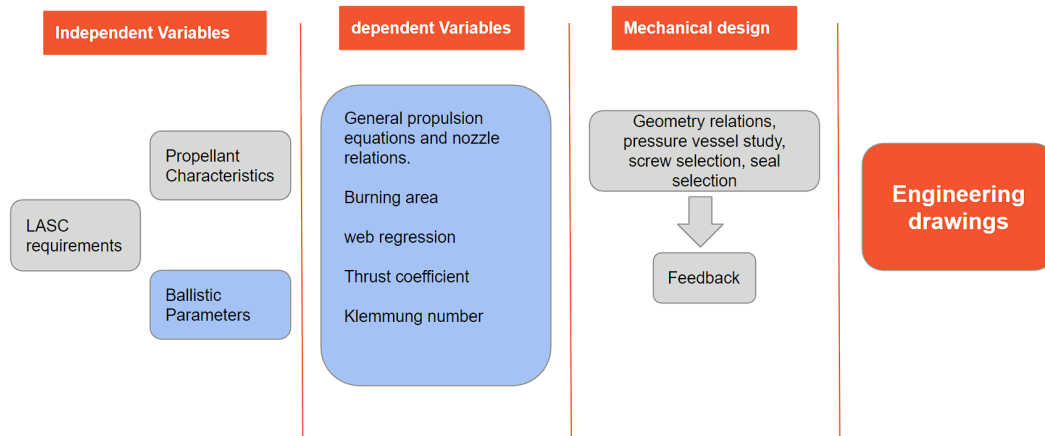 Independent Variables
dependent Variables
Mechanical design
LASC
requirements
Propellant
Characteristics
Ballistic
Parameters
General propulsion
equations and nozzle
relations.
Burning area
web regression
Thrust coefficient
Klemmung number
Geometry relations,
pressure vessel study,
screw selection, seal
selection
Feedback
Engineering
drawings